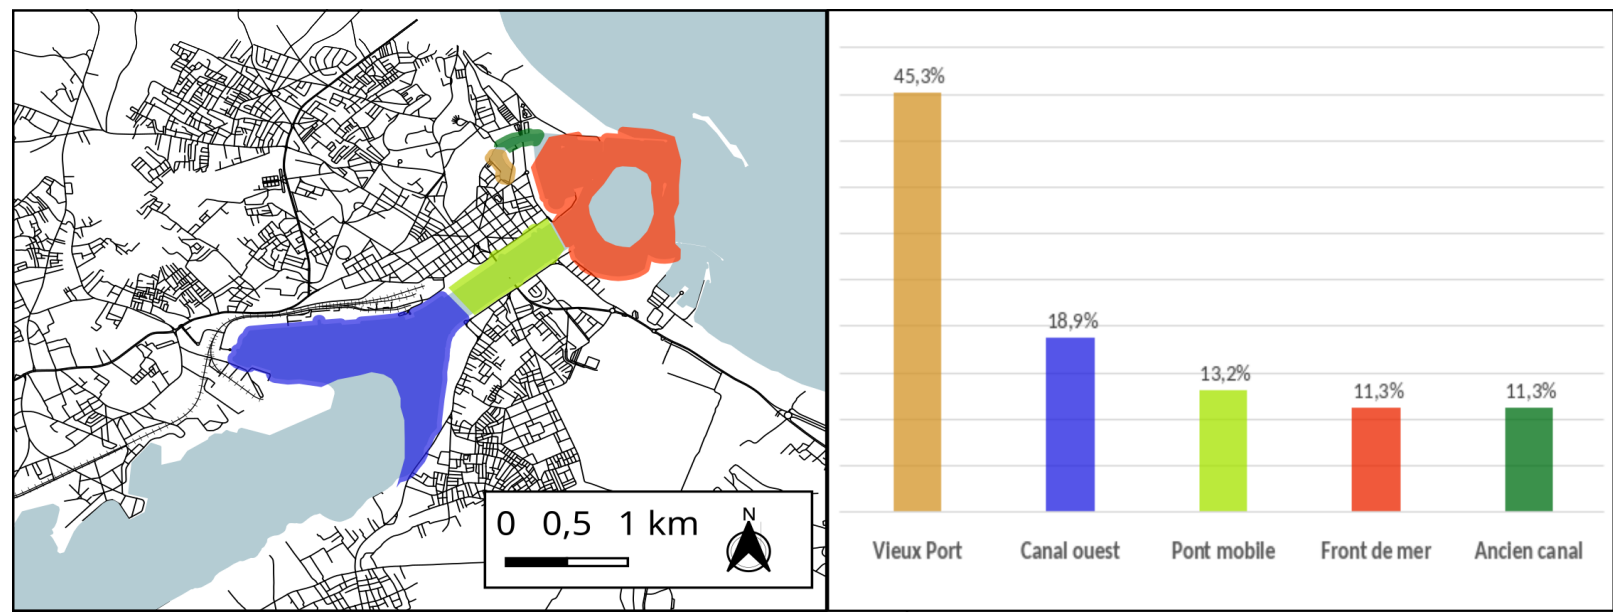 0 0,5 1 km
N
45,3%
18,9%
13,2%
11,3%
11,3%
Vieux Port
Canal ouest
Pont mobile
Front de mer
Ancien canal